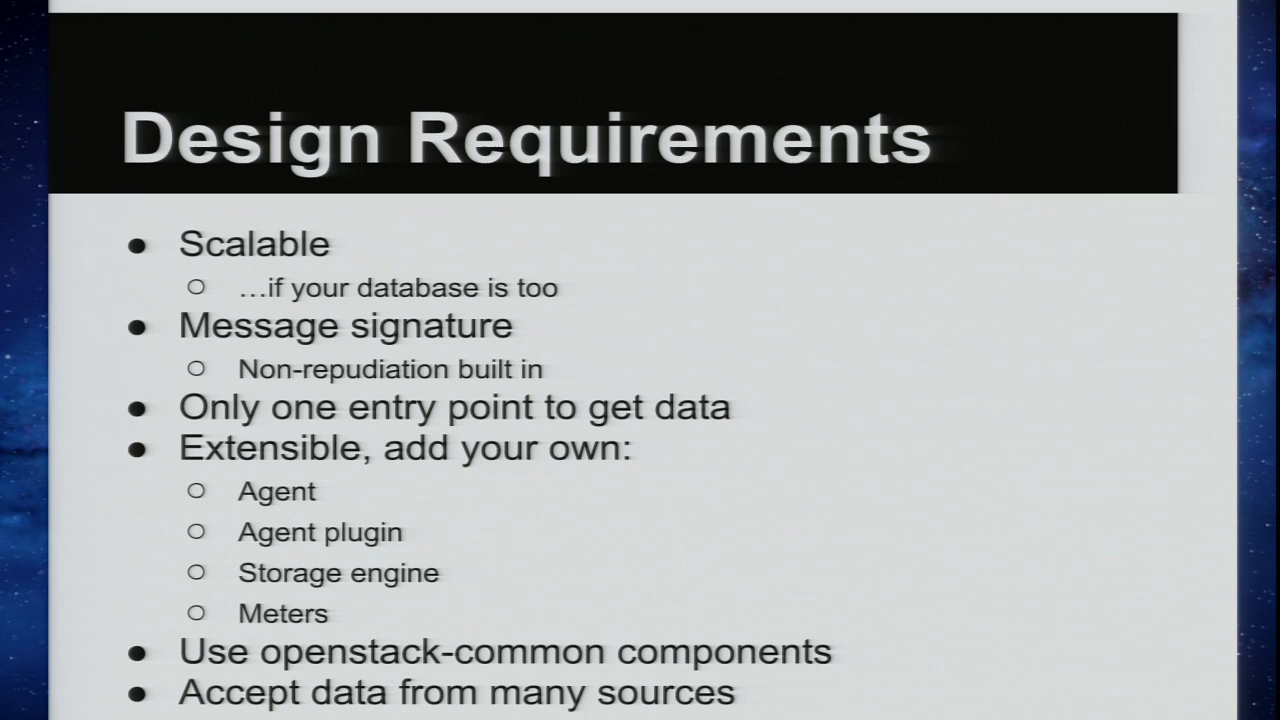 Design Requirements
Scalable
…if your database is too
Message signature
Non-repudiation built in
Only one entry point to get data
Extensible, add your own:
Agent
Agent plugin
Storage engine
Meters
Use openstack-common components
Accept data from many sources